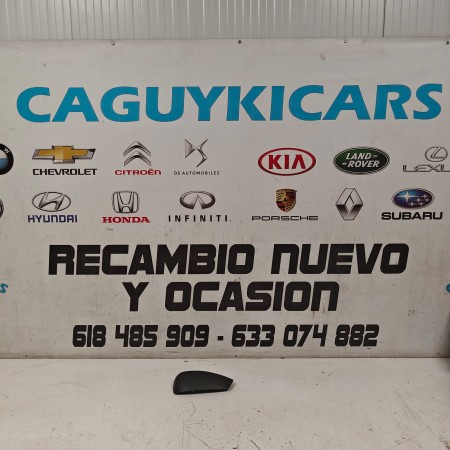 CAGUYKICARS
CHEVROLET
CITROËN
DS AUTOMOBILES
KIA
LAND ROVER
LEXU
HYUNDAI
HONDA
INFINITI
PORSCHE
SUBARU
RECAMBIO NUEVO
Y OCASION
618 485 909 - 633 074 882